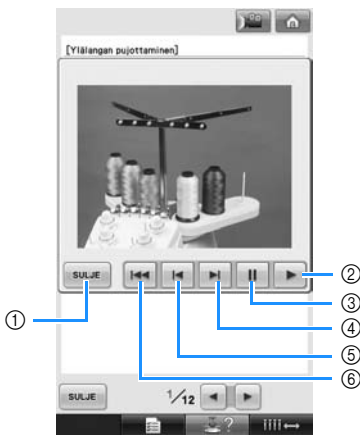 [Ylälangan pujottaminen]
SULJE
①
②
③
④
⑤
⑥
SULJE
1/12
?